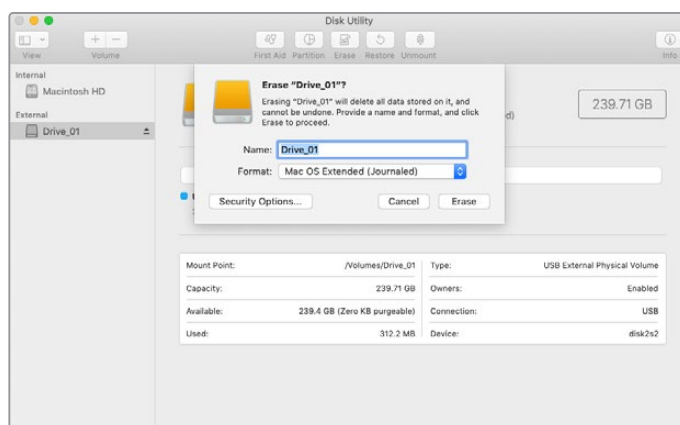 Disk Utility
View
Volume
First Aid
Partition
Erase
Restore
Unmount
Info
Internal
Macintosh HD
External
Drive_01
Erase “Drive_01”?
Erasing “Drive_01” will delete all data stored on it, and
cannot be undone. Provide a name and format, and click
Erase to proceed.
Name: Drive_01
Format: Mac OS Extended (Journaled)
Security Options...
Cancel
Erase
d)
239.71 GB
Mount Point: /Volumes/Drive_01
Type: USB External Physical Volume
Capacity: 239.71 GB
Owners: Enabled
Available: 239.4 GB (Zero KB purgeable)
Connection: USB
Used: 312.2 MB
Device: disk2s2